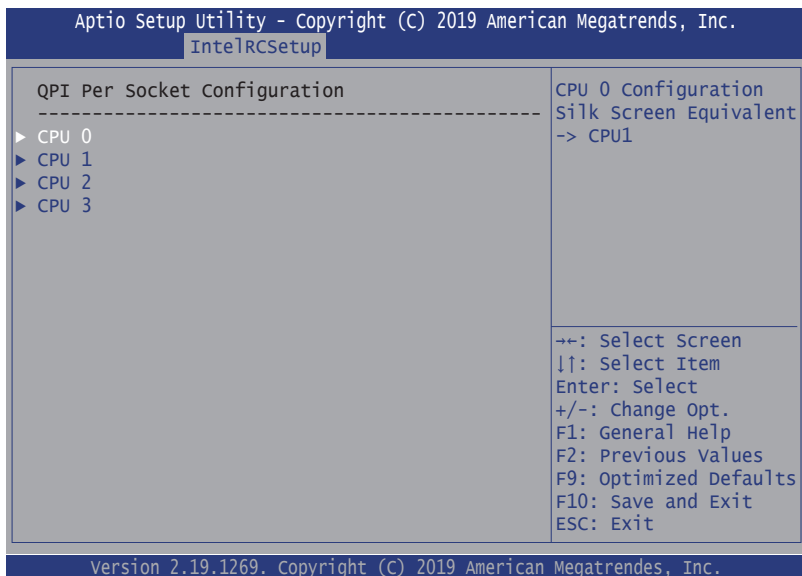 Aptio Setup Utility - Copyright (C) 2019 American Megatrends, Inc.
IntelRCSetup
QPI Per Socket Configuration
------------------------------------------------
▶ CPU 0
▶ CPU 1
▶ CPU 2
▶ CPU 3
CPU 0 Configuration
Silk Screen Equivalent
-> CPU1
→←: Select Screen
↓↑: Select Item
Enter: Select
+/-: Change Opt.
F1: General Help
F2: Previous Values
F9: Optimized Defaults
F10: Save and Exit
ESC: Exit
Version 2.19.1269. Copyright (C) 2019 American Megatrendes, Inc.